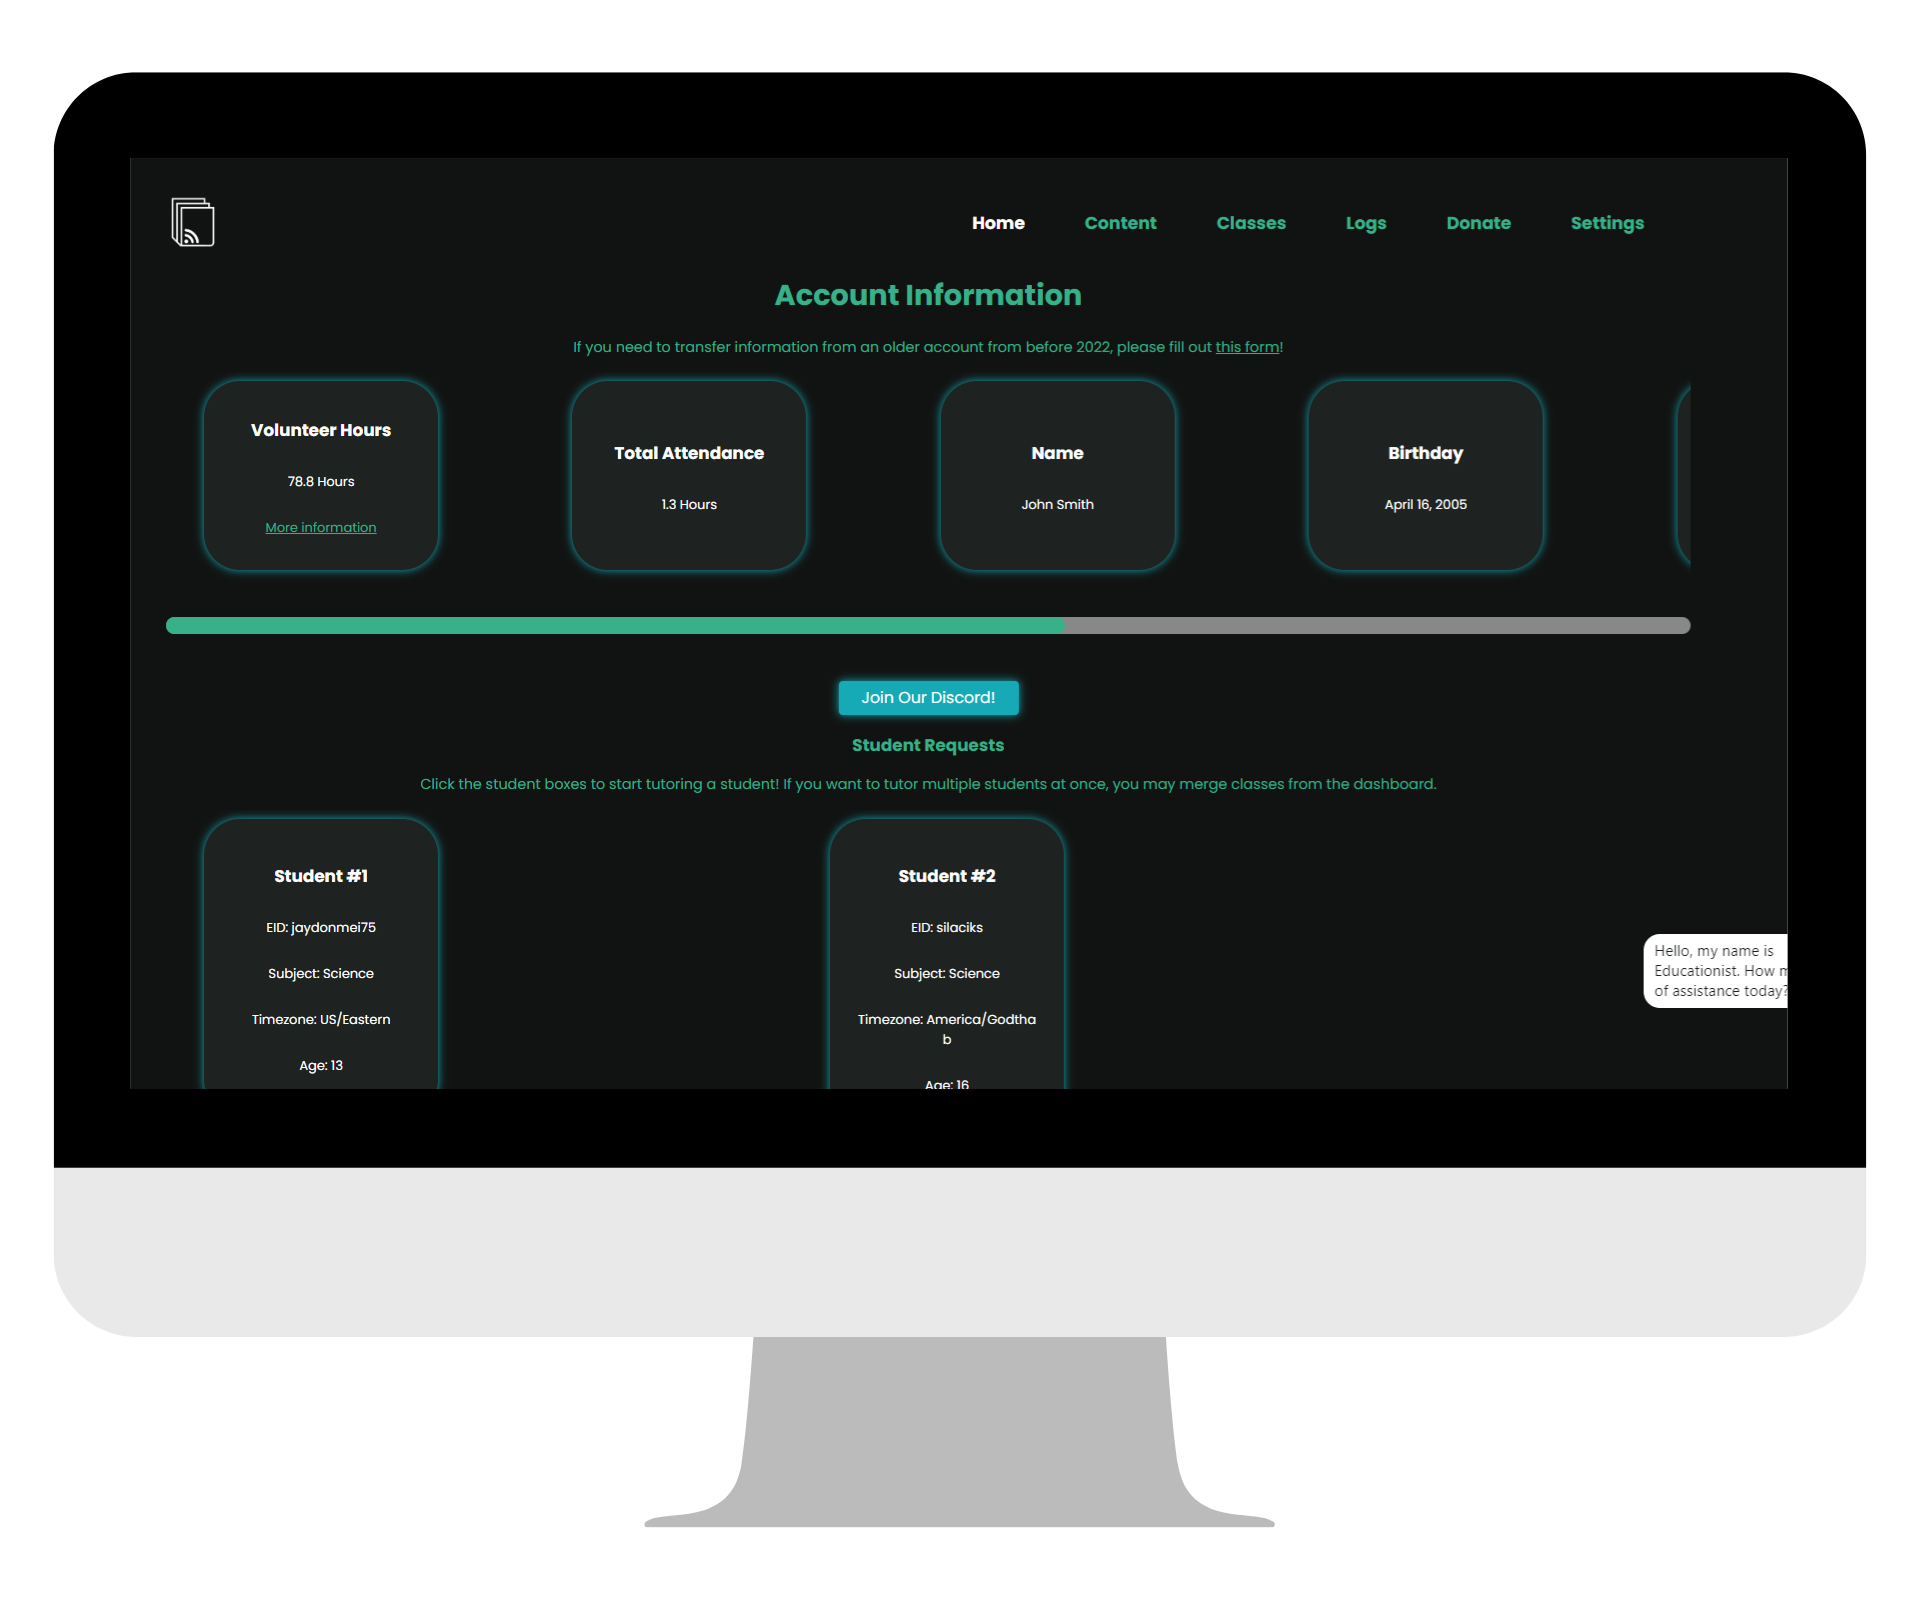 Home Content Classes Logs Donate Settings
Account Information
If you need to transfer information from an older account from before 2022, please fill out this form!
Volunteer Hours
78.8 Hours
More information
Total Attendance
1.3 Hours
Name
John Smith
Birthday
April 16, 2005
Join Our Discord!
Student Requests
Click the student boxes to start tutoring a student! If you want to tutor multiple students at once, you may merge classes from the dashboard.
Student #1
EID: jaydonmei75
Subject: Science
Timezone: US/Eastern
Age: 13
Student #2
EID: silaciks
Subject: Science
Timezone: America/Godtha
b
Age: 16
Hello, my name is
Educationist. How
of assistance today?